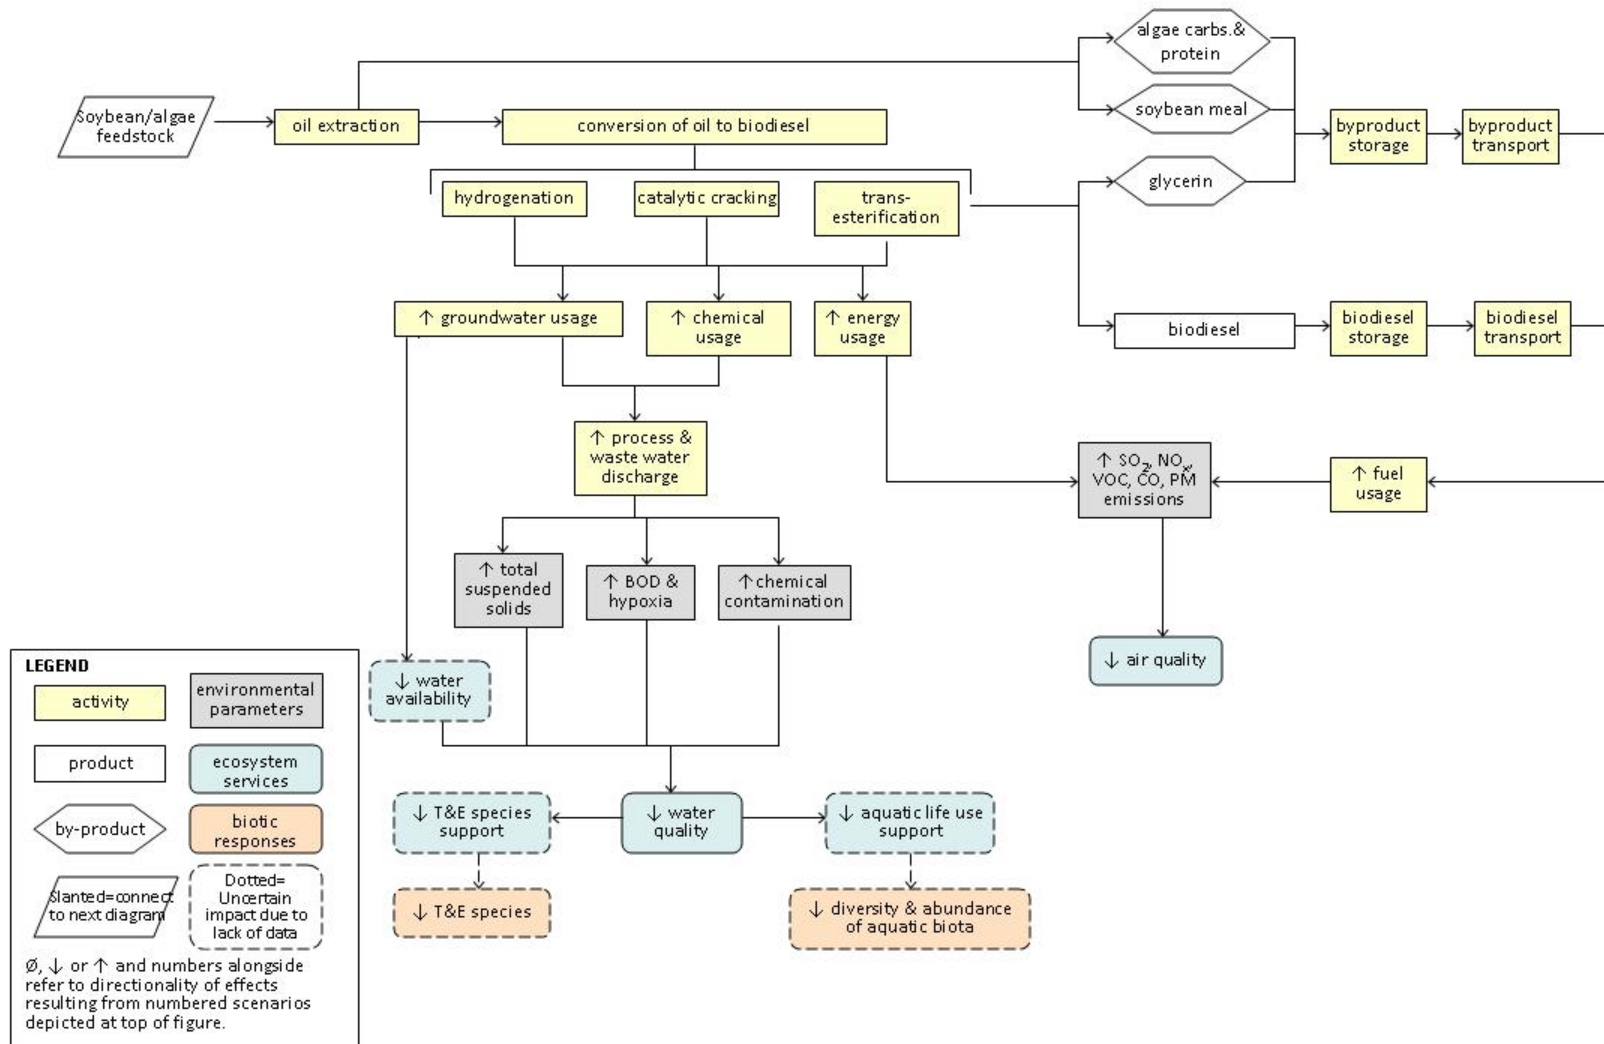 algae carbs.&
protein
Soybean/algae
feedstock
oil extraction
conversion of oil to biodiesel
soybean meal
byproduct
storage
byproduct
transport
glycerin
hydrogenation
catalytic cracking
trans-
esterification
↑ groundwater usage
↑ chemical
usage
↑ energy
usage
biodiesel
biodiesel
storage
biodiesel
transport
↑ process &
waste water
discharge
↑ SO₂, NOₓ,
VOC, CO, PM
emissions
↑ fuel
usage
↑ total
suspended
solids
↑ BOD &
hypoxia
↑chemical
contamination
↓ water
availability
↓ air quality
↓ T&E species
support
↓ water
quality
↓ aquatic life use
support
↓ T&E species
↓ diversity & abundance
of aquatic biota
LEGEND
activity
environmental
parameters
product
ecosystem
services
by-product
biotic
responses
Slanted=connect
to next diagram
Dotted=
Uncertain
impact due to
lack of data
Ø, ↓ or ↑ and numbers alongside
refer to directionality of effects
resulting from numbered scenarios
depicted at top of figure.